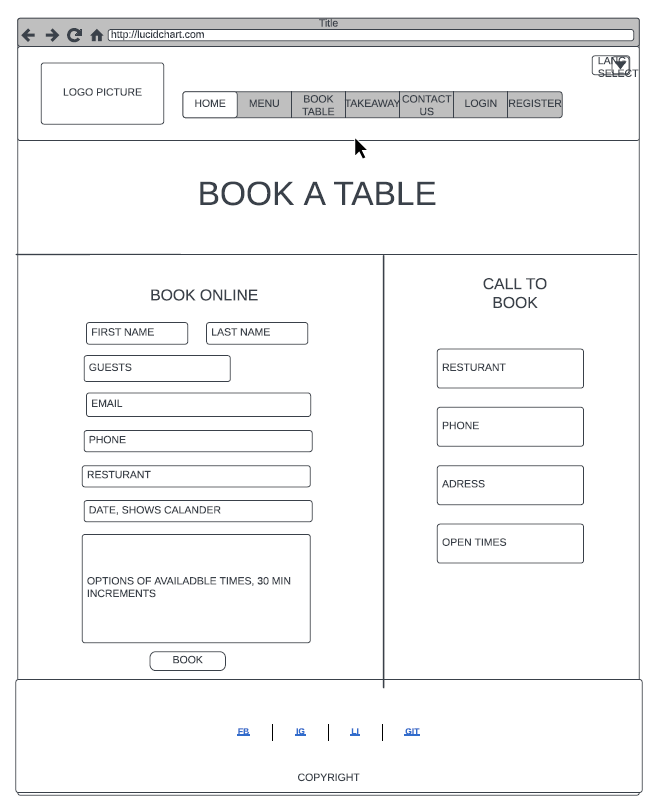 Title
http://lucidchart.com
LANG
SELECT
LOGO PICTURE
HOME
MENU
BOOK
TABLE
TAKEAWAY
CONTACT
US
LOGIN
REGISTER
BOOK A TABLE
BOOK ONLINE
FIRST NAME
LAST NAME
GUESTS
EMAIL
PHONE
RESTURANT
DATE, SHOWS CALANDER
OPTIONS OF AVAILADBLE TIMES, 30 MIN
INCREMENTS
BOOK
CALL TO
BOOK
RESTURANT
PHONE
ADRESS
OPEN TIMES
FB
IG
LI
GIT
COPYRIGHT